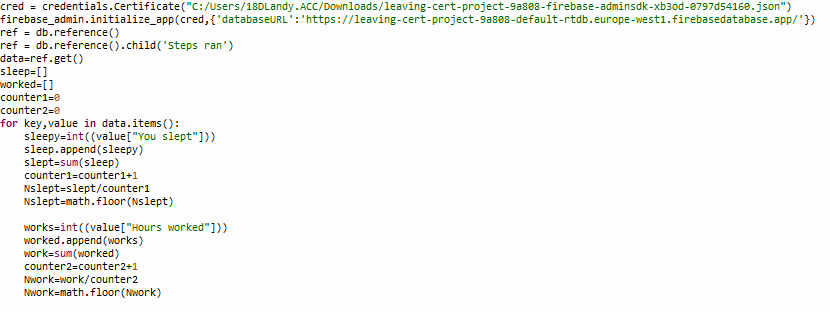 cred = credentials.Certificate("C:/Users/18DLandy.ACC/Downloads/leaving-cert-project-9a808-firebase-adminsdk-xb3od-0797d54160.json")
firebase_admin.initialize_app(cred,{'databaseURL':'https://leaving-cert-project-9a808-default-rtdb.europe-west1.firebasedatabase.app/'})
ref = db.reference()
ref = db.reference().child('Steps ran')
data=ref.get()
sleep=[]
worked=[]
counter1=0
counter2=0
for key,value in data.items():
    sleepy=int((value["You slept"]))
    sleep.append(sleepy)
    slept=sum(sleep)
    counter1=counter1+1
    Nslept=slept/counter1
    Nslept=math.floor(Nslept)

    works=int((value["Hours worked"]))
    worked.append(works)
    work=sum(worked)
    counter2=counter2+1
    Nwork=work/counter2
    Nwork=math.floor(Nwork)